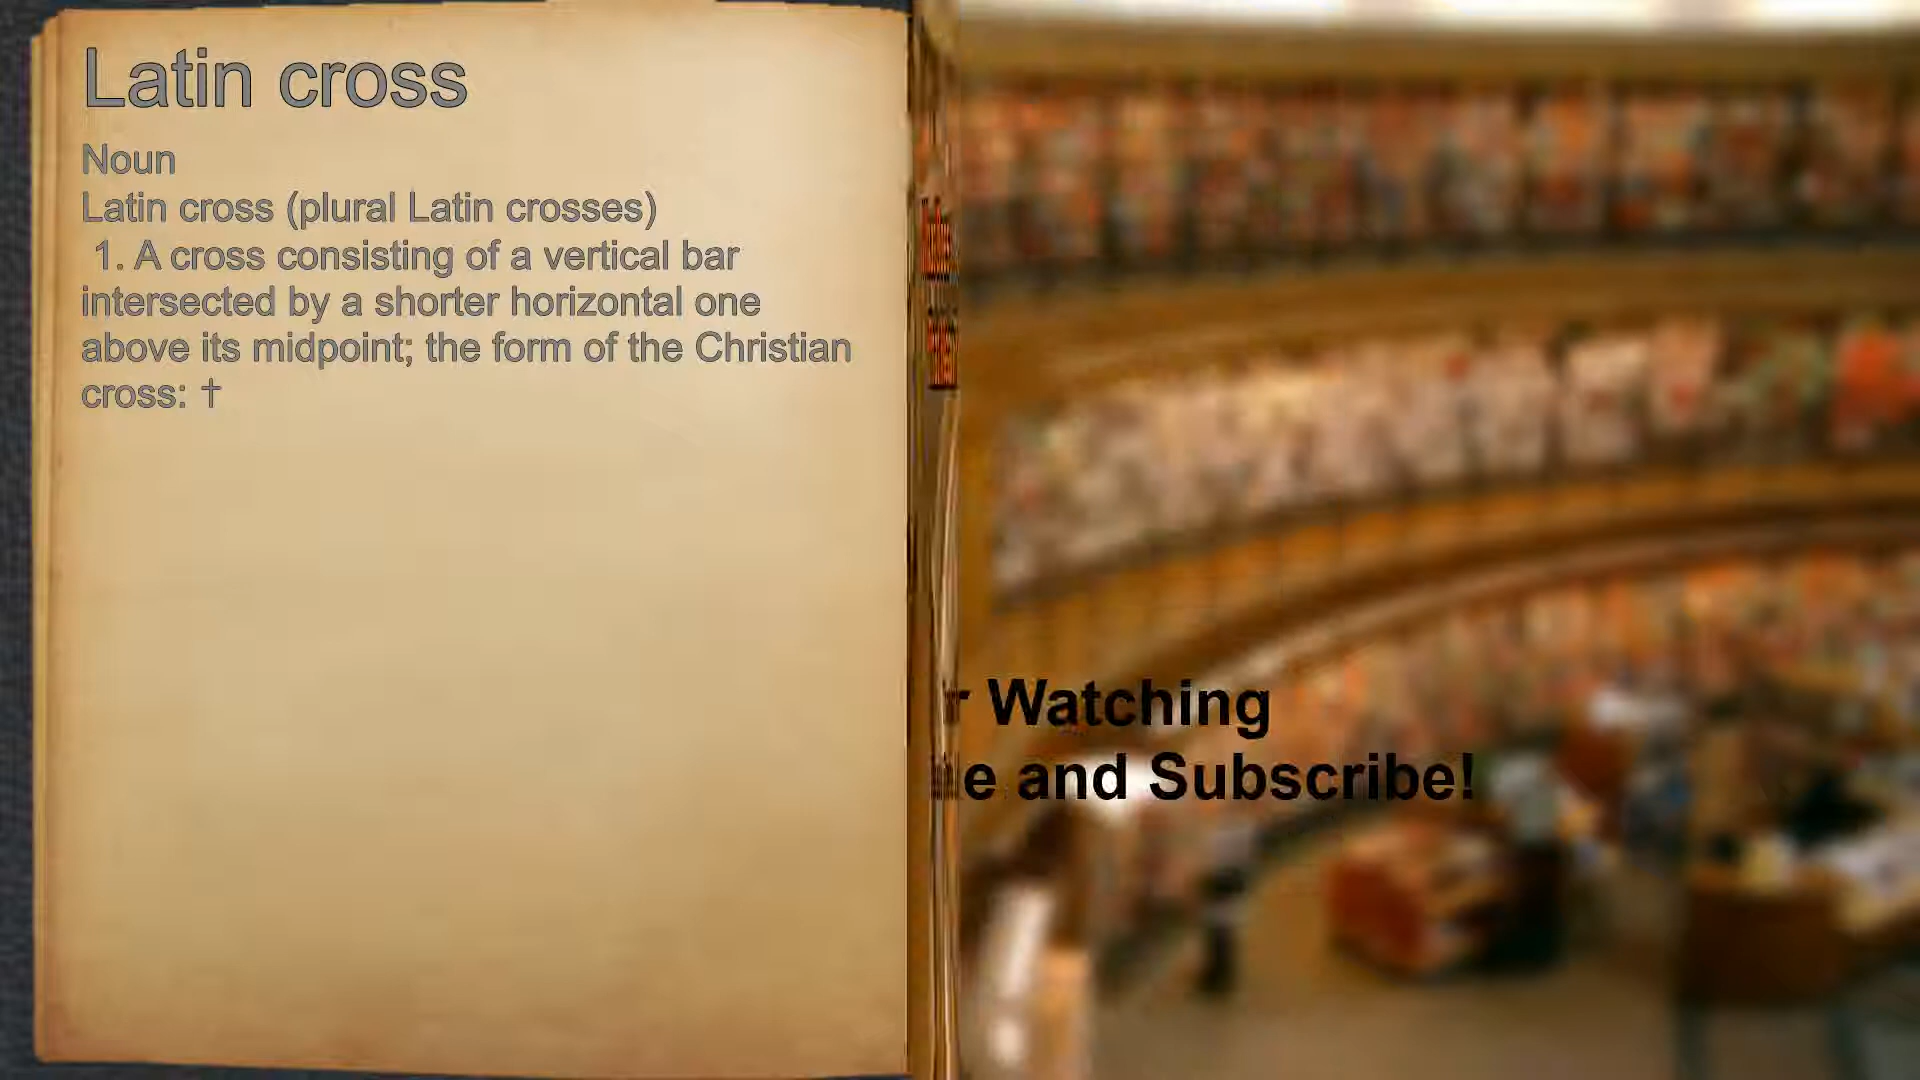 Latin cross
Noun
Latin cross (plural Latin crosses)
1. A cross consisting of a vertical bar
intersected by a shorter horizontal one
above its midpoint; the form of the Christian
cross: †
Watching
and Subscribe!